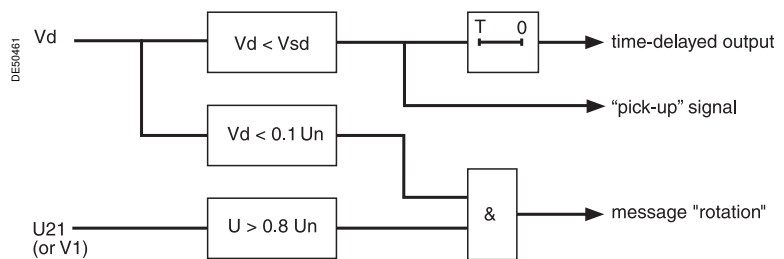 DE50461
Vd
Vd < Vsd
T 0
time-delayed output
“pick-up” signal
Vd < 0.1 Un
U21
(or V1)
U > 0.8 Un
&
message "rotation"